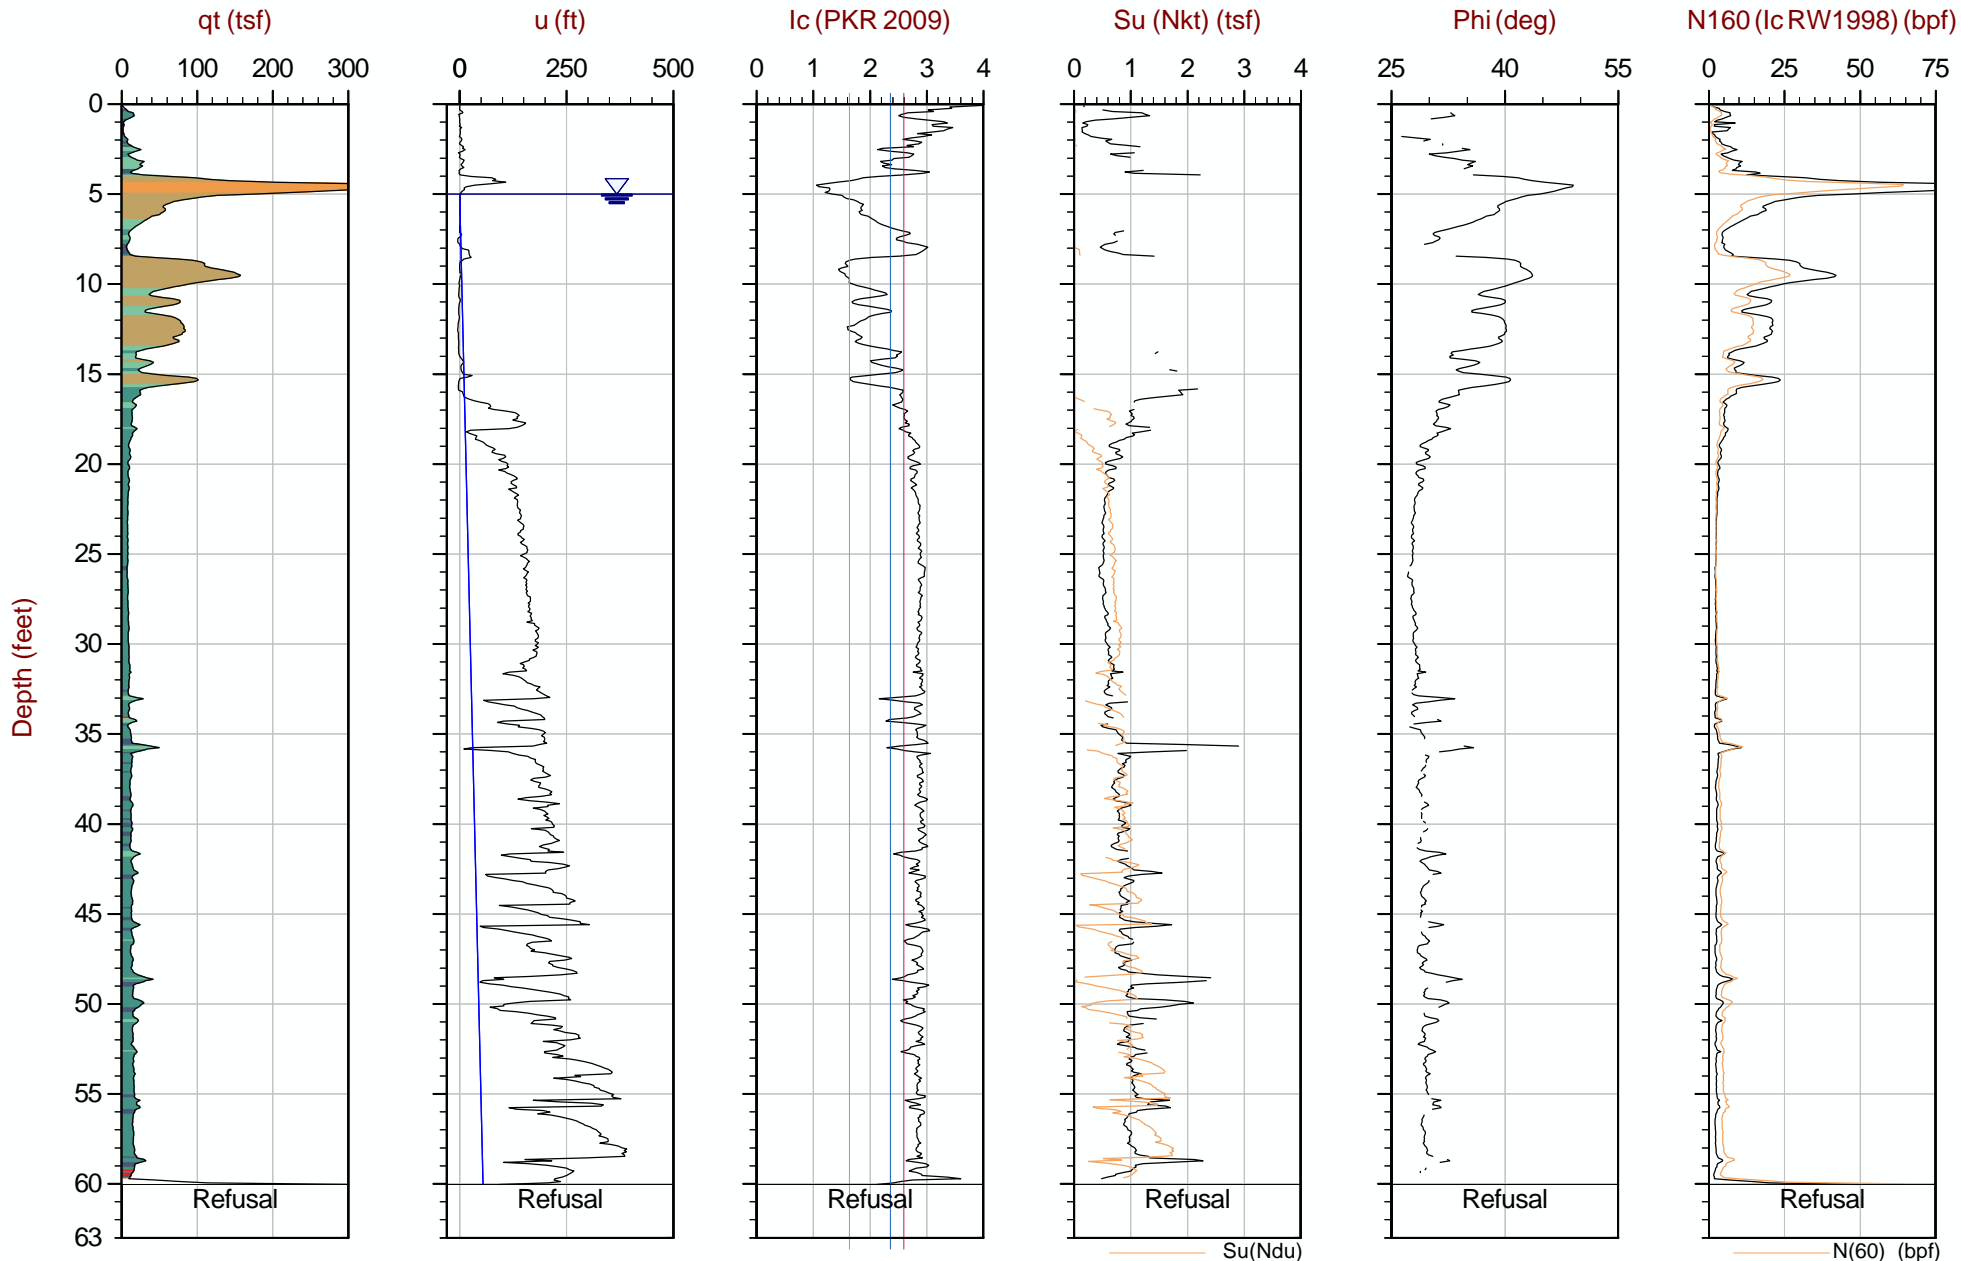 qt (tsf) u (ft) Ic (PKR 2009) Su (Nkt) (tsf) Phi (deg) N160 (Ic RW1998) (bpf)
0 100 200 300 0 250 500 0 1 2 3 4 0 1 2 3 4 25 40 55 0 25 50 75
0
5
10
15
20
25
30
35
40
45
50
55
60
63
Depth (feet)
Refusal Refusal Refusal Refusal Refusal Refusal
Su(Ndu) N(60) (bpf)